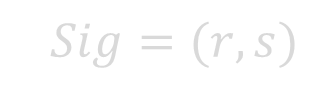 Sig = (r, s)